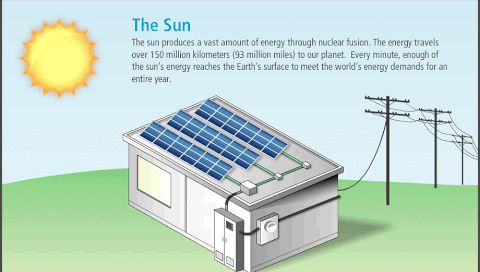 The Sun
The sun produces a vast amount of energy through nuclear fusion. The energy travels
over 150 million kilometers (93 million miles) to our planet.  Every minute, enough of
the sun's energy reaches the Earth's surface to meet the world's energy demands for an
entire year.